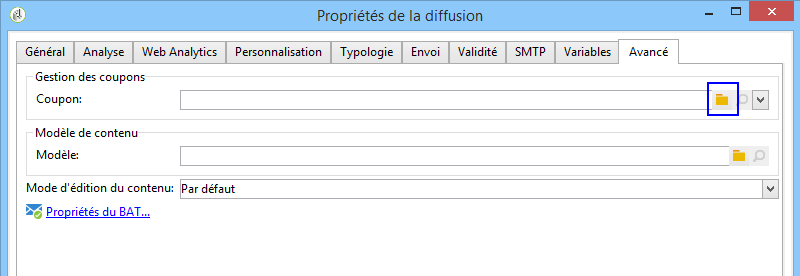 Propriétés de la diffusion
Général Analyse Web Analytics Personnalisation Typologie Envoi Validité SMTP Variables Avancé
Gestion des coupons
Coupon:
Modèle de contenu
Modèle:
Mode d'édition du contenu: Par défaut
Propriétés du BAT...